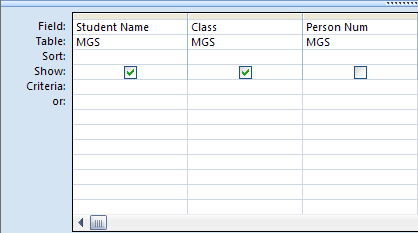 Field: Student Name Class Person Num
Table: MGS MGS MGS
Sort:
Show:
Criteria:
or: